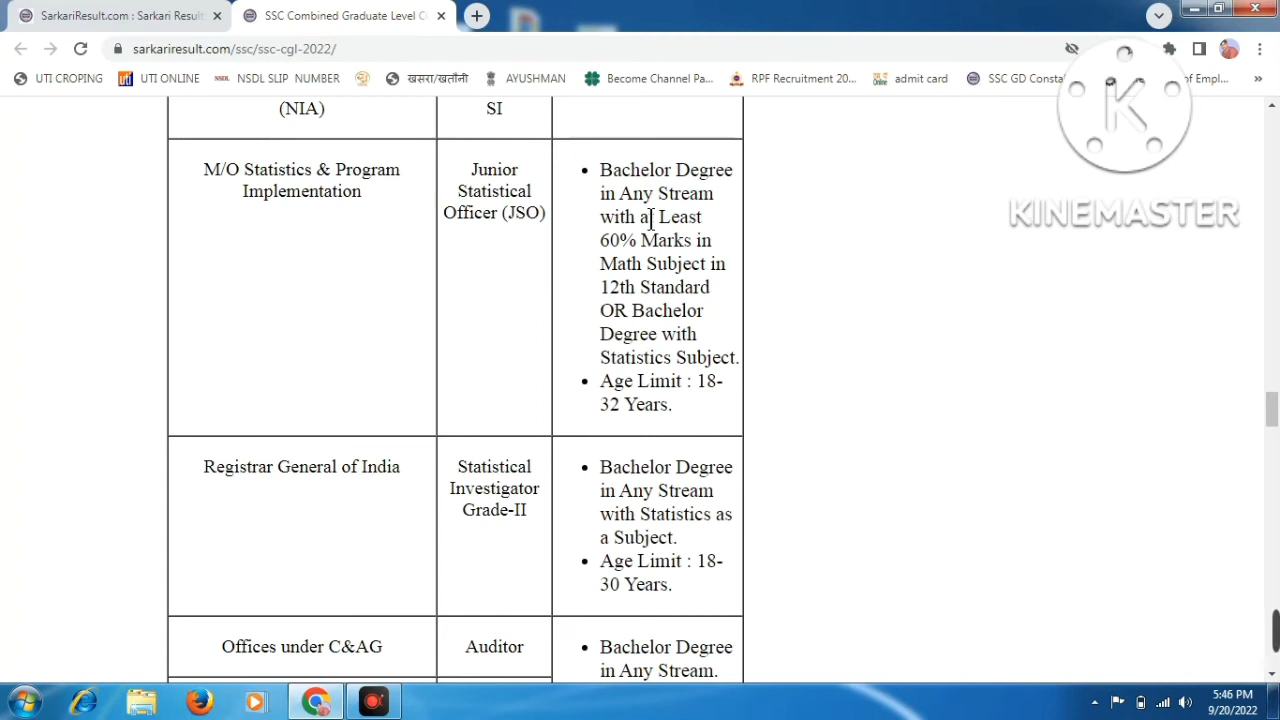 SarkariResult.com : Sarkari Result
SSC Combined Graduate Level C
sarkariresult.com/ssc/ssc-cgl-2022/
UTI CROPING
UTI ONLINE
NSDL SLIP NUMBER
खसरा/खतौनी
AYUSHMAN
Become Channel Pa...
RPF Recruitment 20...
admit card
SSC GD Consta
of Empl...
K
KINEMASTER
(NIA)
SI
M/O Statistics & Program
Implementation
Junior
Statistical
Officer (JSO)
Bachelor Degree
in Any Stream
with a Least
60% Marks in
Math Subject in
12th Standard
OR Bachelor
Degree with
Statistics Subject.
Age Limit : 18-
32 Years.
Registrar General of India
Statistical
Investigator
Grade-II
Bachelor Degree
in Any Stream
with Statistics as
a Subject.
Age Limit : 18-
30 Years.
Offices under C&AG
Auditor
Bachelor Degree
in Any Stream.
5:46 PM
9/20/2022